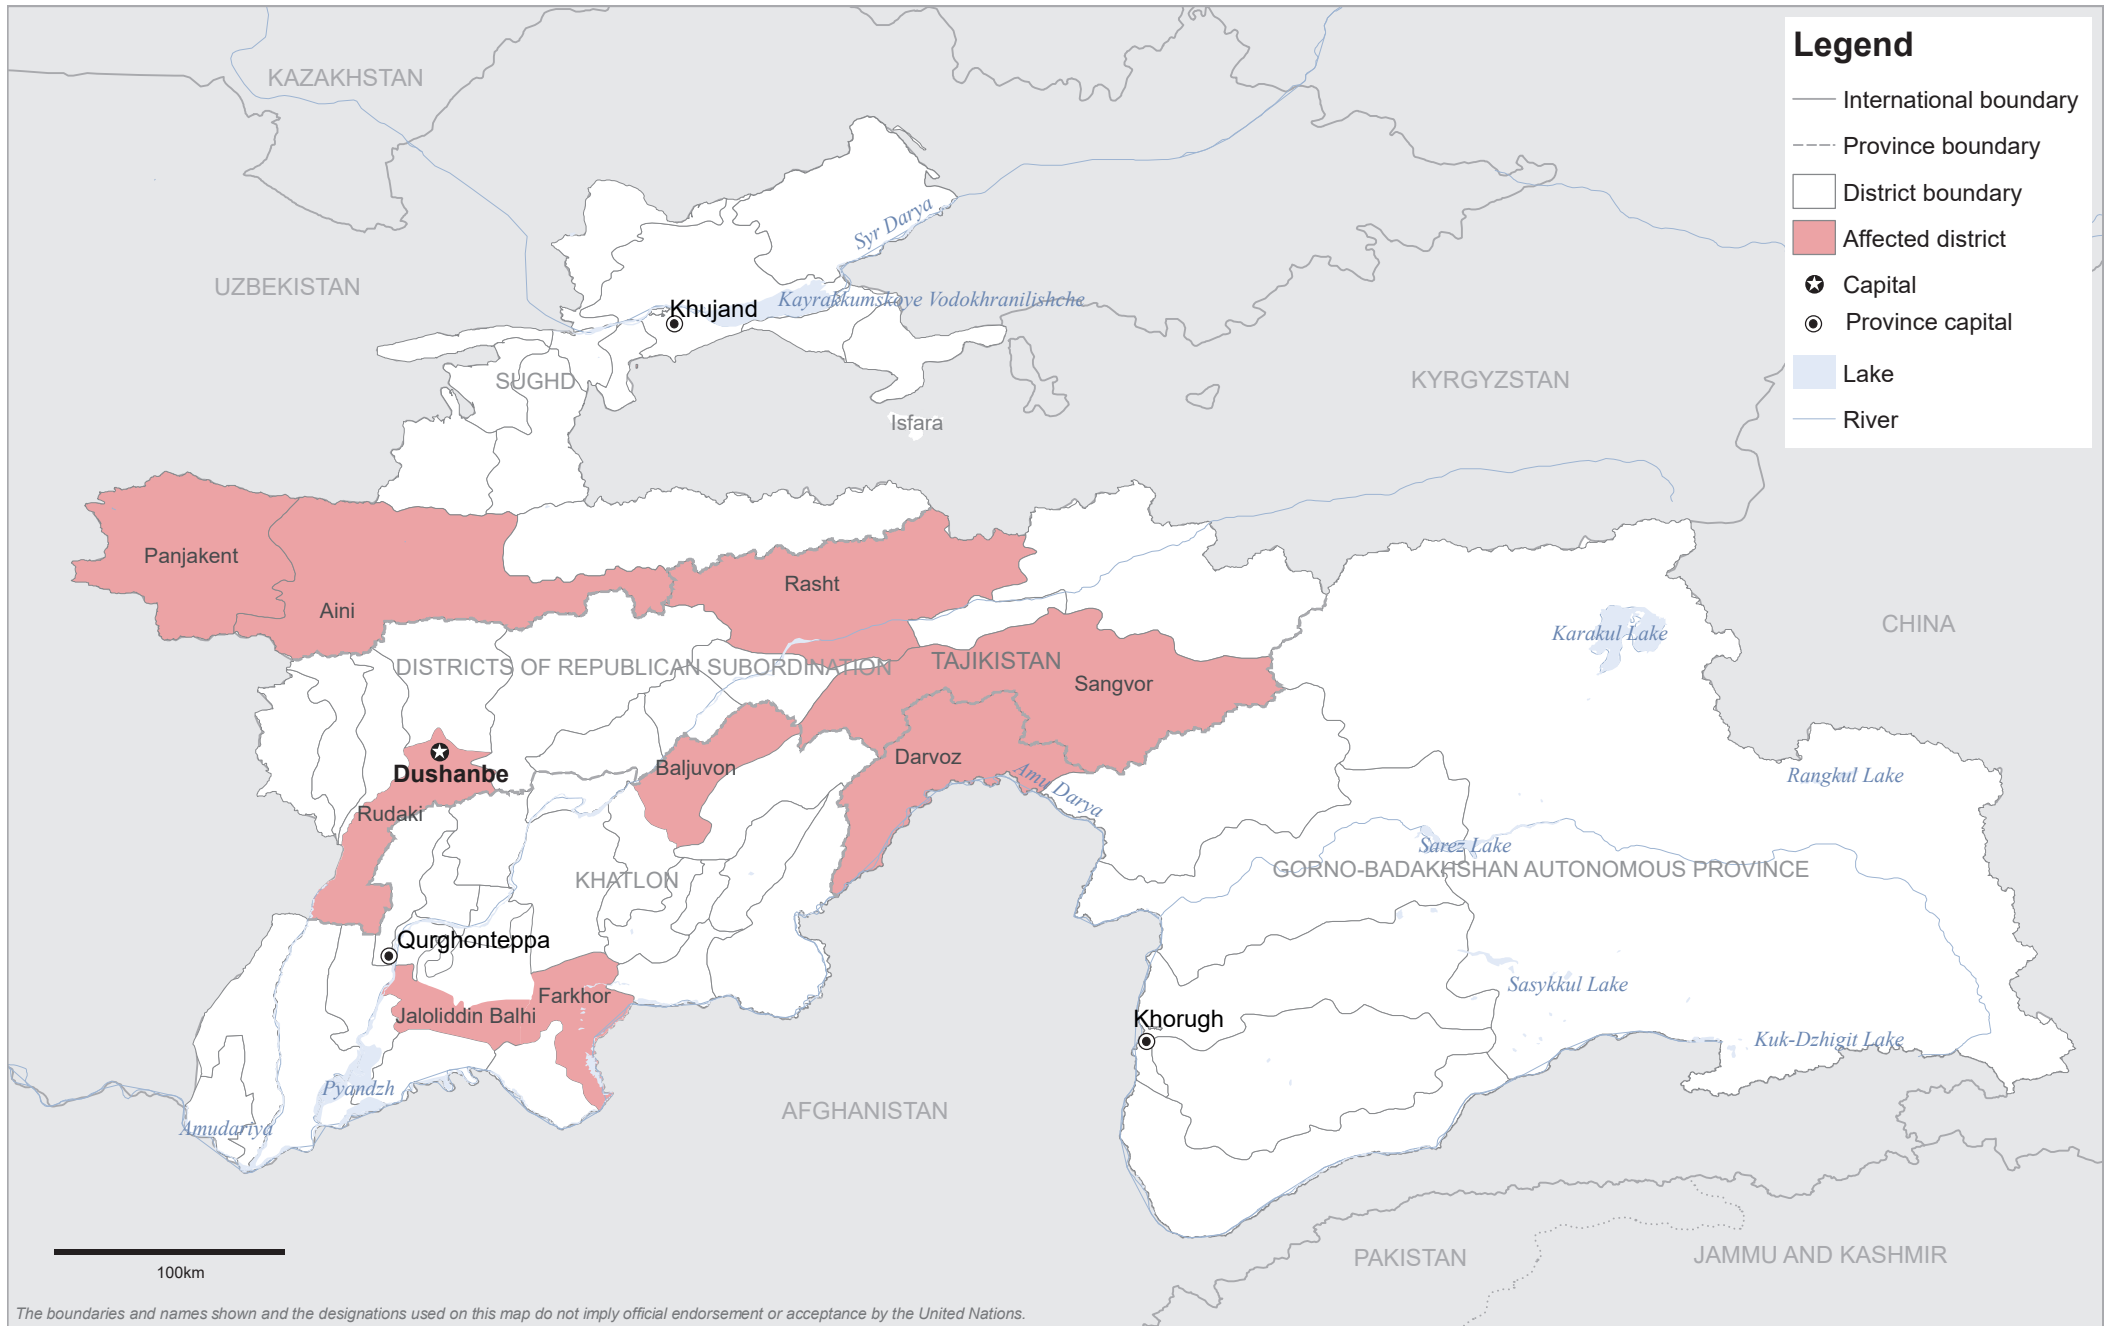 Legend
International boundary
Province boundary
District boundary
Affected district
Capital
Province capital
Lake
River
KAZAKHSTAN
UZBEKISTAN
Syr Darya
Kayrakkumskoye Vodokhranilishche
Khujand
SUGHD
KYRGYZSTAN
Isfara
Panjakent
Aini
Rasht
CHINA
Karakul Lake
DISTRICTS OF REPUBLICAN SUBORDINATION
TAJIKISTAN
Sangvor
Dushanbe
Baljuvon
Darvoz
Amu Darya
Rangkul Lake
Rudaki
Sarez Lake
KHATLON
GORNO-BADAKHSHAN AUTONOMOUS PROVINCE
Qurghonteppa
Farkhor
Jaloliddin Balhi
Sasykkul Lake
Khorugh
Kuk-Dzhigit Lake
Pyandzh
AFGHANISTAN
Amudariya
PAKISTAN
JAMMU AND KASHMIR
100km
The boundaries and names shown and the designations used on this map do not imply official endorsement or acceptance by the United Nations.